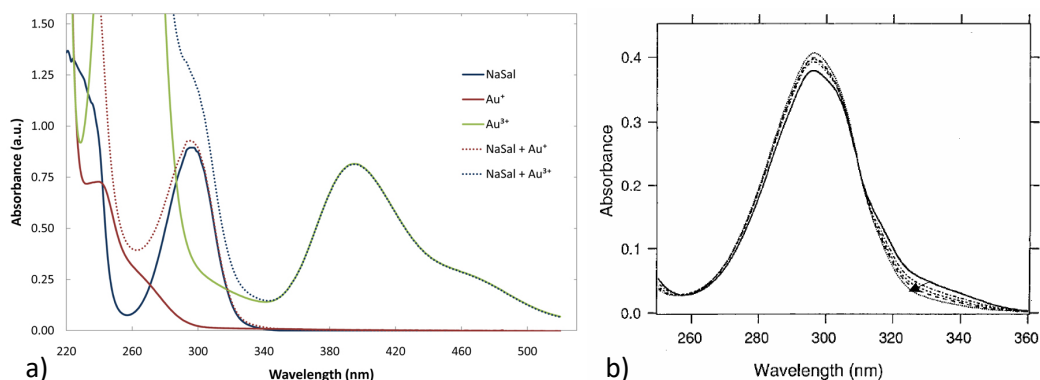 1.50
1.25
1.00
0.75
0.50
0.25
0.00
Absorbance (a.u.)
220 260 300 340 380 420 460 500
Wavelength (nm)
NaSal
Au⁺
Au³⁺
NaSal + Au⁺
NaSal + Au³⁺
a)
0.4
0.3
0.2
0.1
0.0
Absorbance
260 280 300 320 340 360
Wavelength (nm)
b)